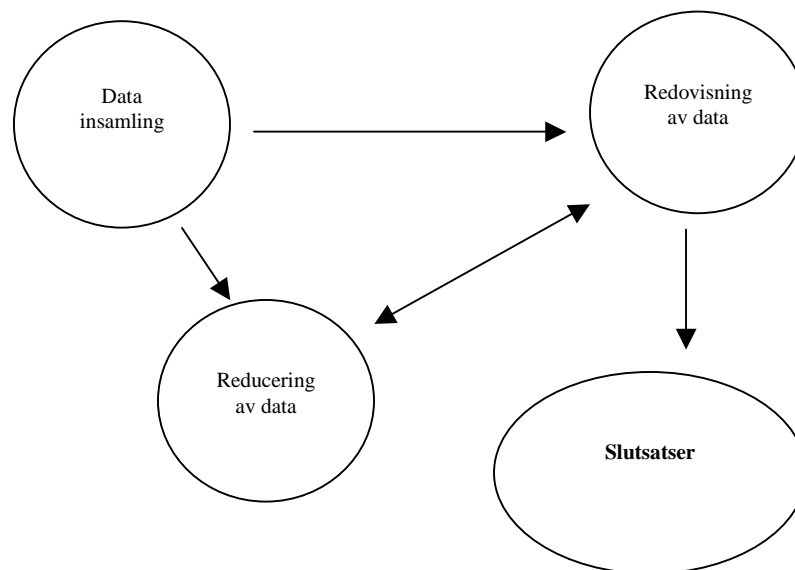 Data
insamling
Redovisning
av data
Reducering
av data
Slutsatser